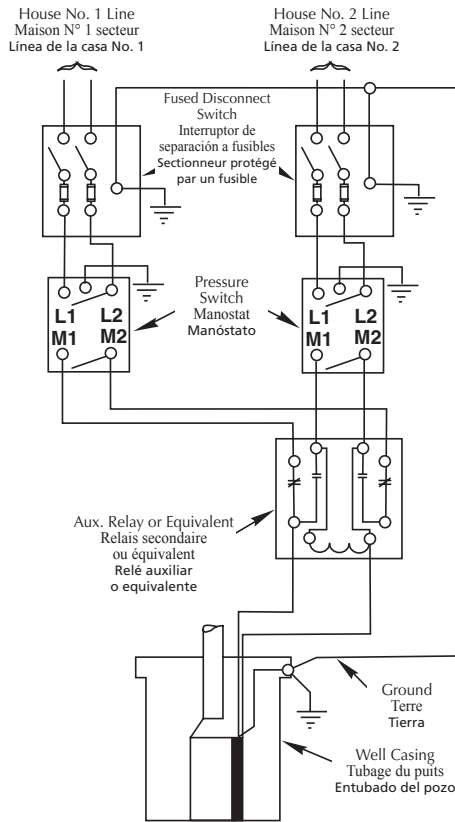 House No. 1 Line
Maison N° 1 secteur
Línea de la casa No. 1
House No. 2 Line
Maison N° 2 secteur
Línea de la casa No. 2
Fused Disconnect
Switch
Interruptor de
separación a fusibles
Sectionneur protégé
par un fusible
L1 L2
M1 M2
Pressure
Switch
Manostat
Manóstato
L1 L2
M1 M2
Aux. Relay or Equivalent
Relais secondaire
ou équivalent
Relé auxiliar
o equivalente
Ground
Terre
Tierra
Well Casing
Tubage du puits
Entubado del pozo